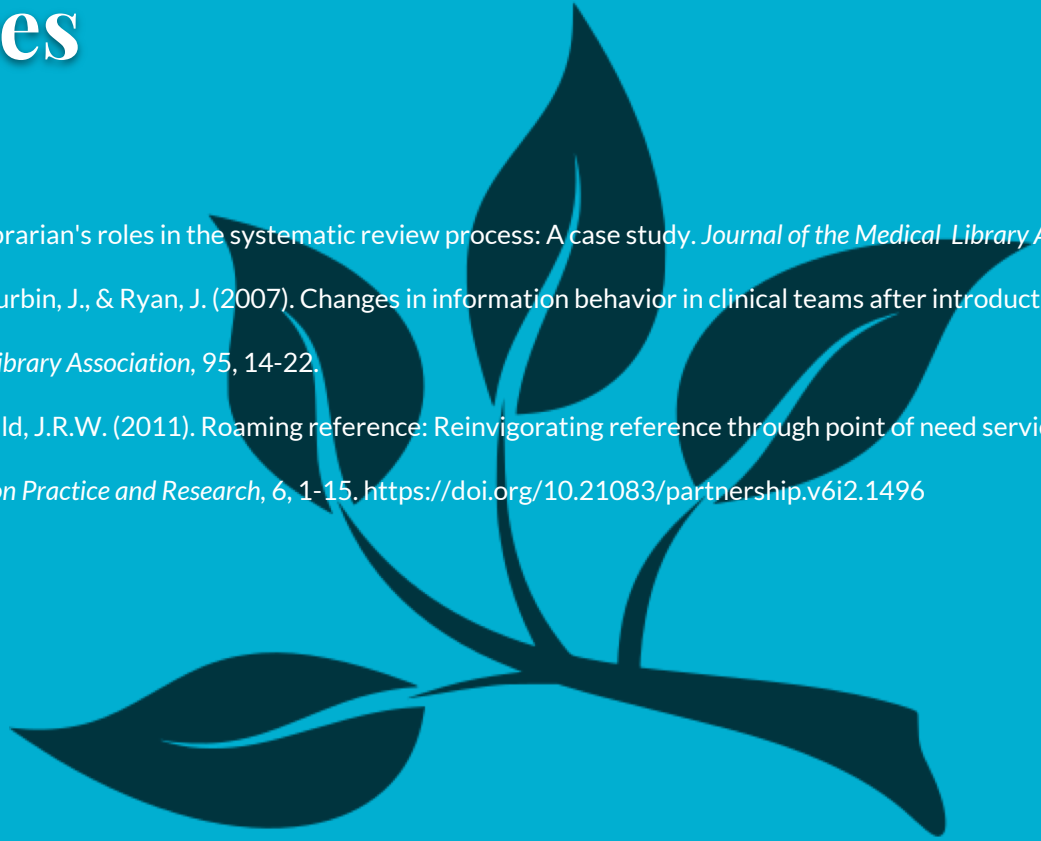 es
brarian's roles in the systematic review process: A case study. Journal of the Medical Library A
urbin, J., & Ryan, J. (2007). Changes in information behavior in clinical teams after introduct
ibrary Association, 95, 14-22.
ld, J.R.W. (2011). Roaming reference: Reinvigorating reference through point of need servic
on Practice and Research, 6, 1-15. https://doi.org/10.21083/partnership.v6i2.1496